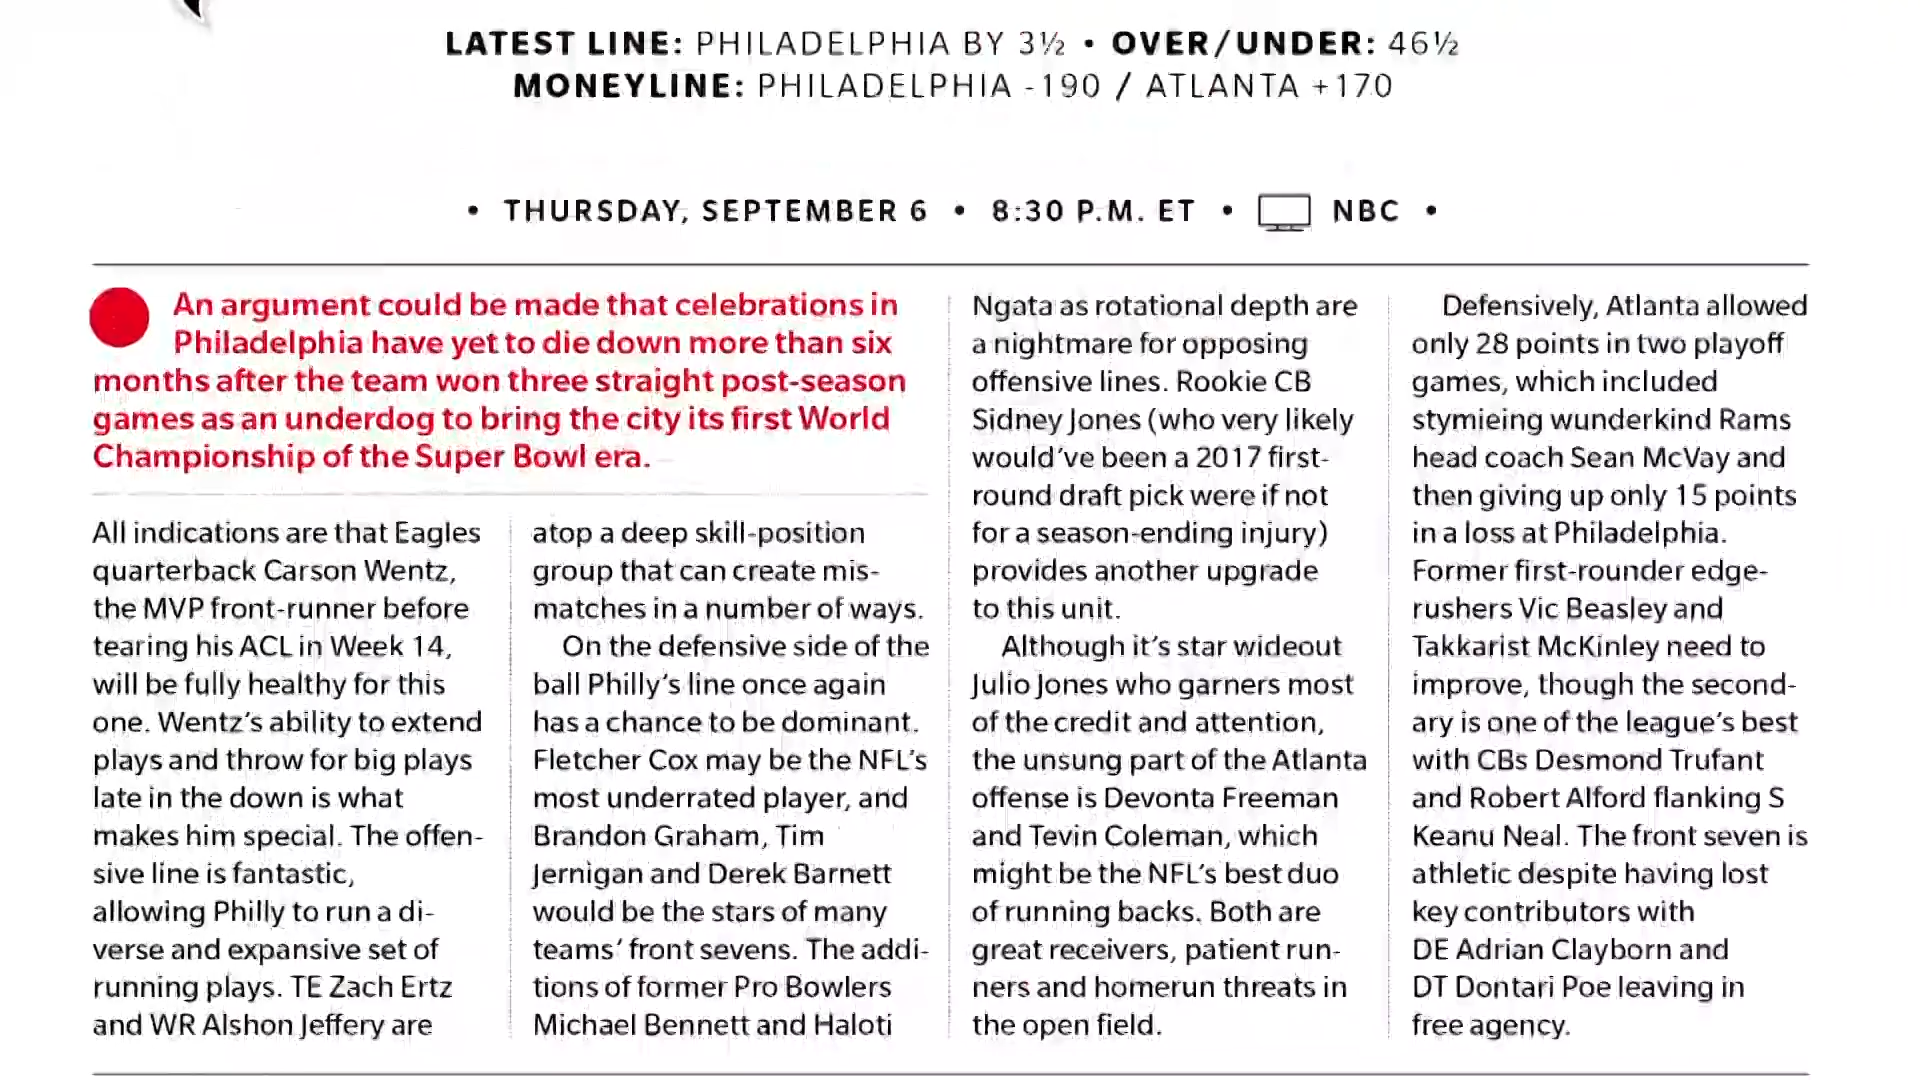 LATEST LINE: PHILADELPHIA BY 3½ • OVER/UNDER: 46½
MONEYLINE: PHILADELPHIA -190 / ATLANTA +170
• THURSDAY, SEPTEMBER 6 • 8:30 P.M. ET • NBC •
An argument could be made that celebrations in
Philadelphia have yet to die down more than six
months after the team won three straight post-season
games as an underdog to bring the city its first World
Championship of the Super Bowl era.
All indications are that Eagles
quarterback Carson Wentz,
the MVP front-runner before
tearing his ACL in Week 14,
will be fully healthy for this
one. Wentz's ability to extend
plays and throw for big plays
late in the down is what
makes him special. The offen-
sive line is fantastic,
allowing Philly to run a di-
verse and expansive set of
running plays. TE Zach Ertz
and WR Alshon Jeffery are
atop a deep skill-position
group that can create mis-
matches in a number of ways.
On the defensive side of the
ball Philly's line once again
has a chance to be dominant.
Fletcher Cox may be the NFL's
most underrated player, and
Brandon Graham, Tim
Jernigan and Derek Barnett
would be the stars of many
teams' front sevens. The addi-
tions of former Pro Bowlers
Michael Bennett and Haloti
Ngata as rotational depth are
a nightmare for opposing
offensive lines. Rookie CB
Sidney Jones (who very likely
would've been a 2017 first-
round draft pick were if not
for a season-ending injury)
provides another upgrade
to this unit.
Although it's star wideout
Julio Jones who garners most
of the credit and attention,
the unsung part of the Atlanta
offense is Devonta Freeman
and Tevin Coleman, which
might be the NFL's best duo
of running backs. Both are
great receivers, patient run-
ners and homerun threats in
the open field.
Defensively, Atlanta allowed
only 28 points in two playoff
games, which included
stymieing wunderkind Rams
head coach Sean McVay and
then giving up only 15 points
in a loss at Philadelphia.
Former first-rounder edge-
rushers Vic Beasley and
Takkarist McKinley need to
improve, though the second-
ary is one of the league's best
with CBs Desmond Trufant
and Robert Alford flanking S
Keanu Neal. The front seven is
athletic despite having lost
key contributors with
DE Adrian Clayborn and
DT Dontari Poe leaving in
free agency.